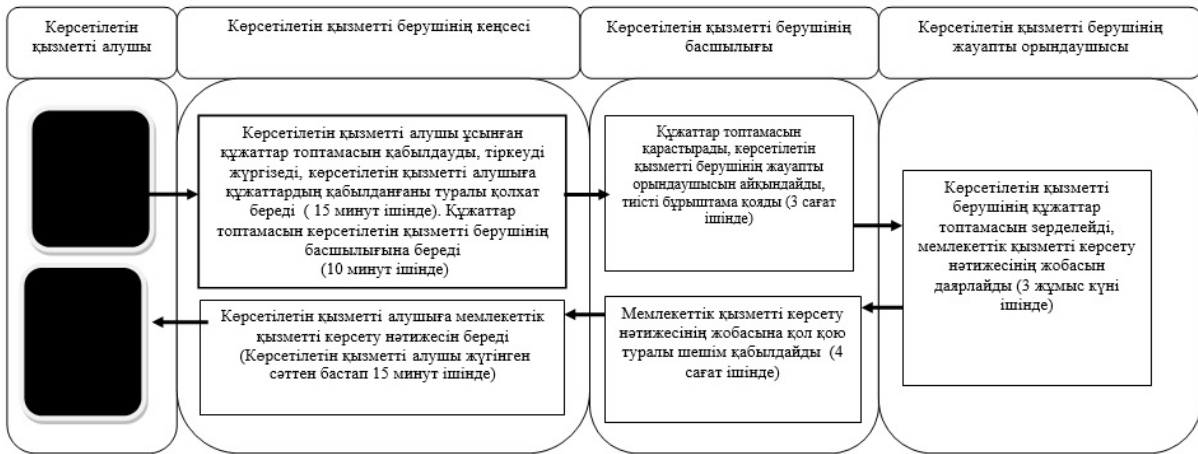 Көрсетілетін
қызметті алушы
Көрсетілетін қызметті берушінің кеңсесі
Көрсетілетін қызметті берушінің
басшылығы
Көрсетілетін қызметті берушінің
жауапты орындаушысы
Көрсетілетін қызметті алушы ұсынған
құжаттар топтамасын қабылдауды, тіркеуді
жүргізеді, көрсетілетін қызметті алушыға
құжаттардың қабылданғаны туралы қолхат
береді ( 15 минут ішінде). Құжаттар
топтамасын көрсетілетін қызметті берушінің
басшылығына береді
(10 минут ішінде)
Құжаттар топтамасын
қарастырады, көрсетілетін
қызметті берушінің жауапты
орындаушысын айқындайды,
тиісті бұрыштама қояды (3 сағат
ішінде)
Көрсетілетін қызметті
берушінің құжаттар
топтамасын зерделейді,
мемлекеттік қызметті көрсету
нәтижесінің жобасын
даярлайды (3 жұмыс күні
ішінде)
Мемлекеттік қызметті көрсету
нәтижесінің жобасына қол қою
туралы шешім қабылдайды (4
сағат ішінде)
Көрсетілетін қызметті алушыға мемлекеттік
қызметті көрсету нәтижесін береді
(Көрсетілетін қызметті алушы жүгінген
сәттен бастап 15 минут ішінде)